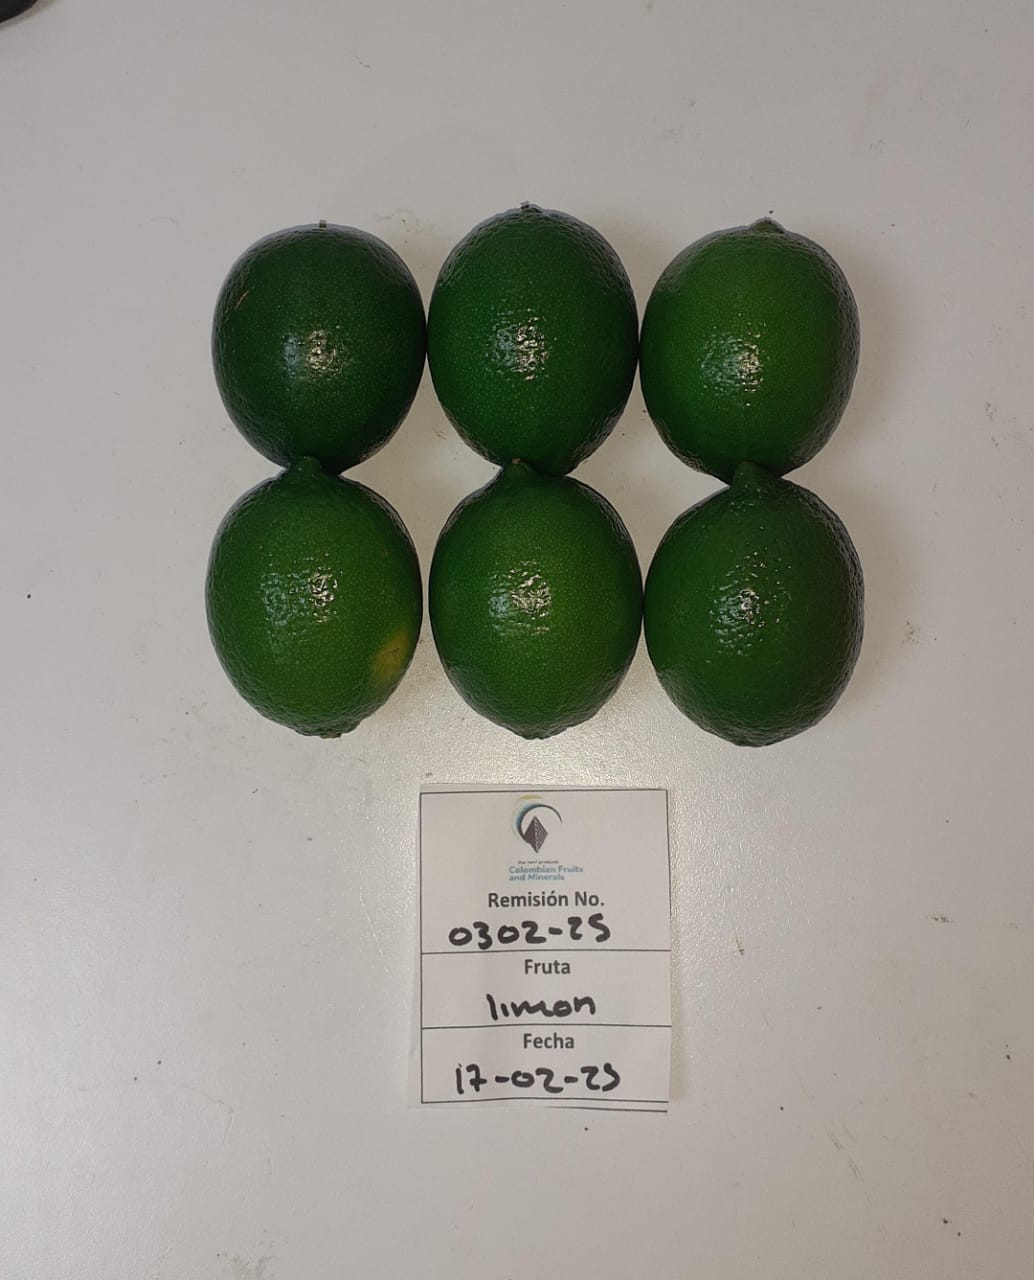 Our best products
Colombian Fruits
and Minerals
Remisión No.
0302-25
Fruta
limon
Fecha
17-02-25